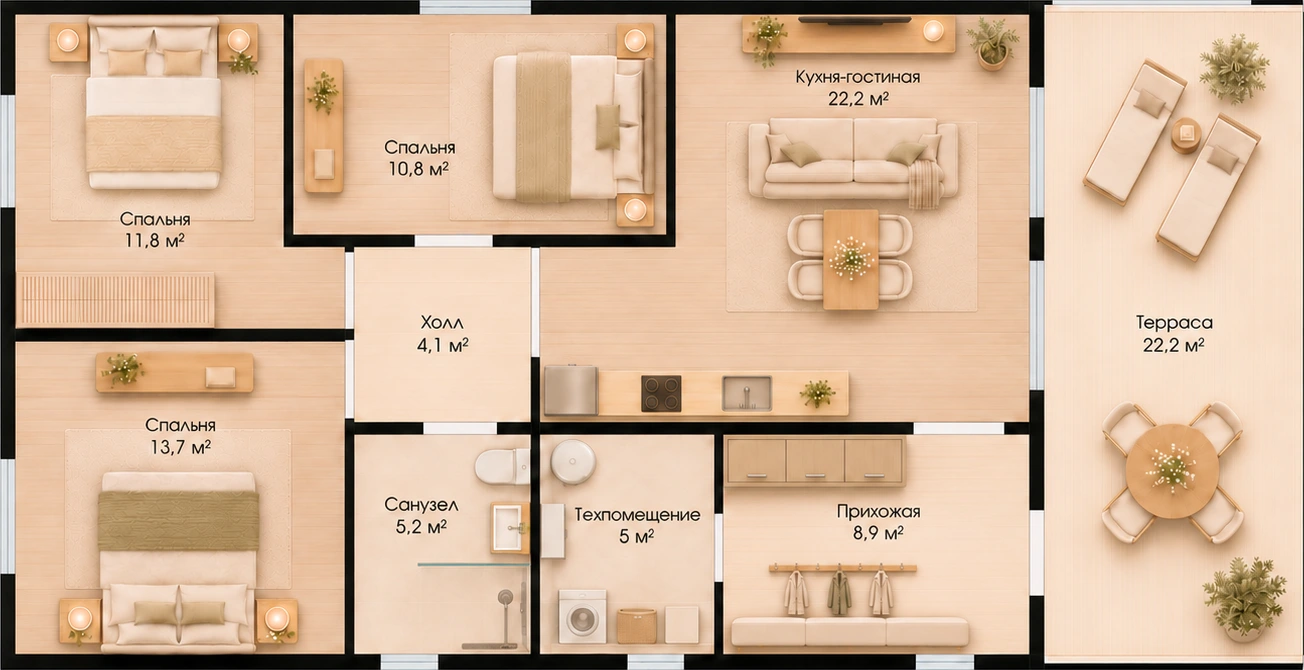 Кухня-гостиная
22,2 м²
Спальня
10,8 м²
Спальня
11,8 м²
Холл
4,1 м²
Терраса
22,2 м²
Спальня
13,7 м²
Санузел
5,2 м²
Техпомещение
5 м²
Прихожая
8,9 м²